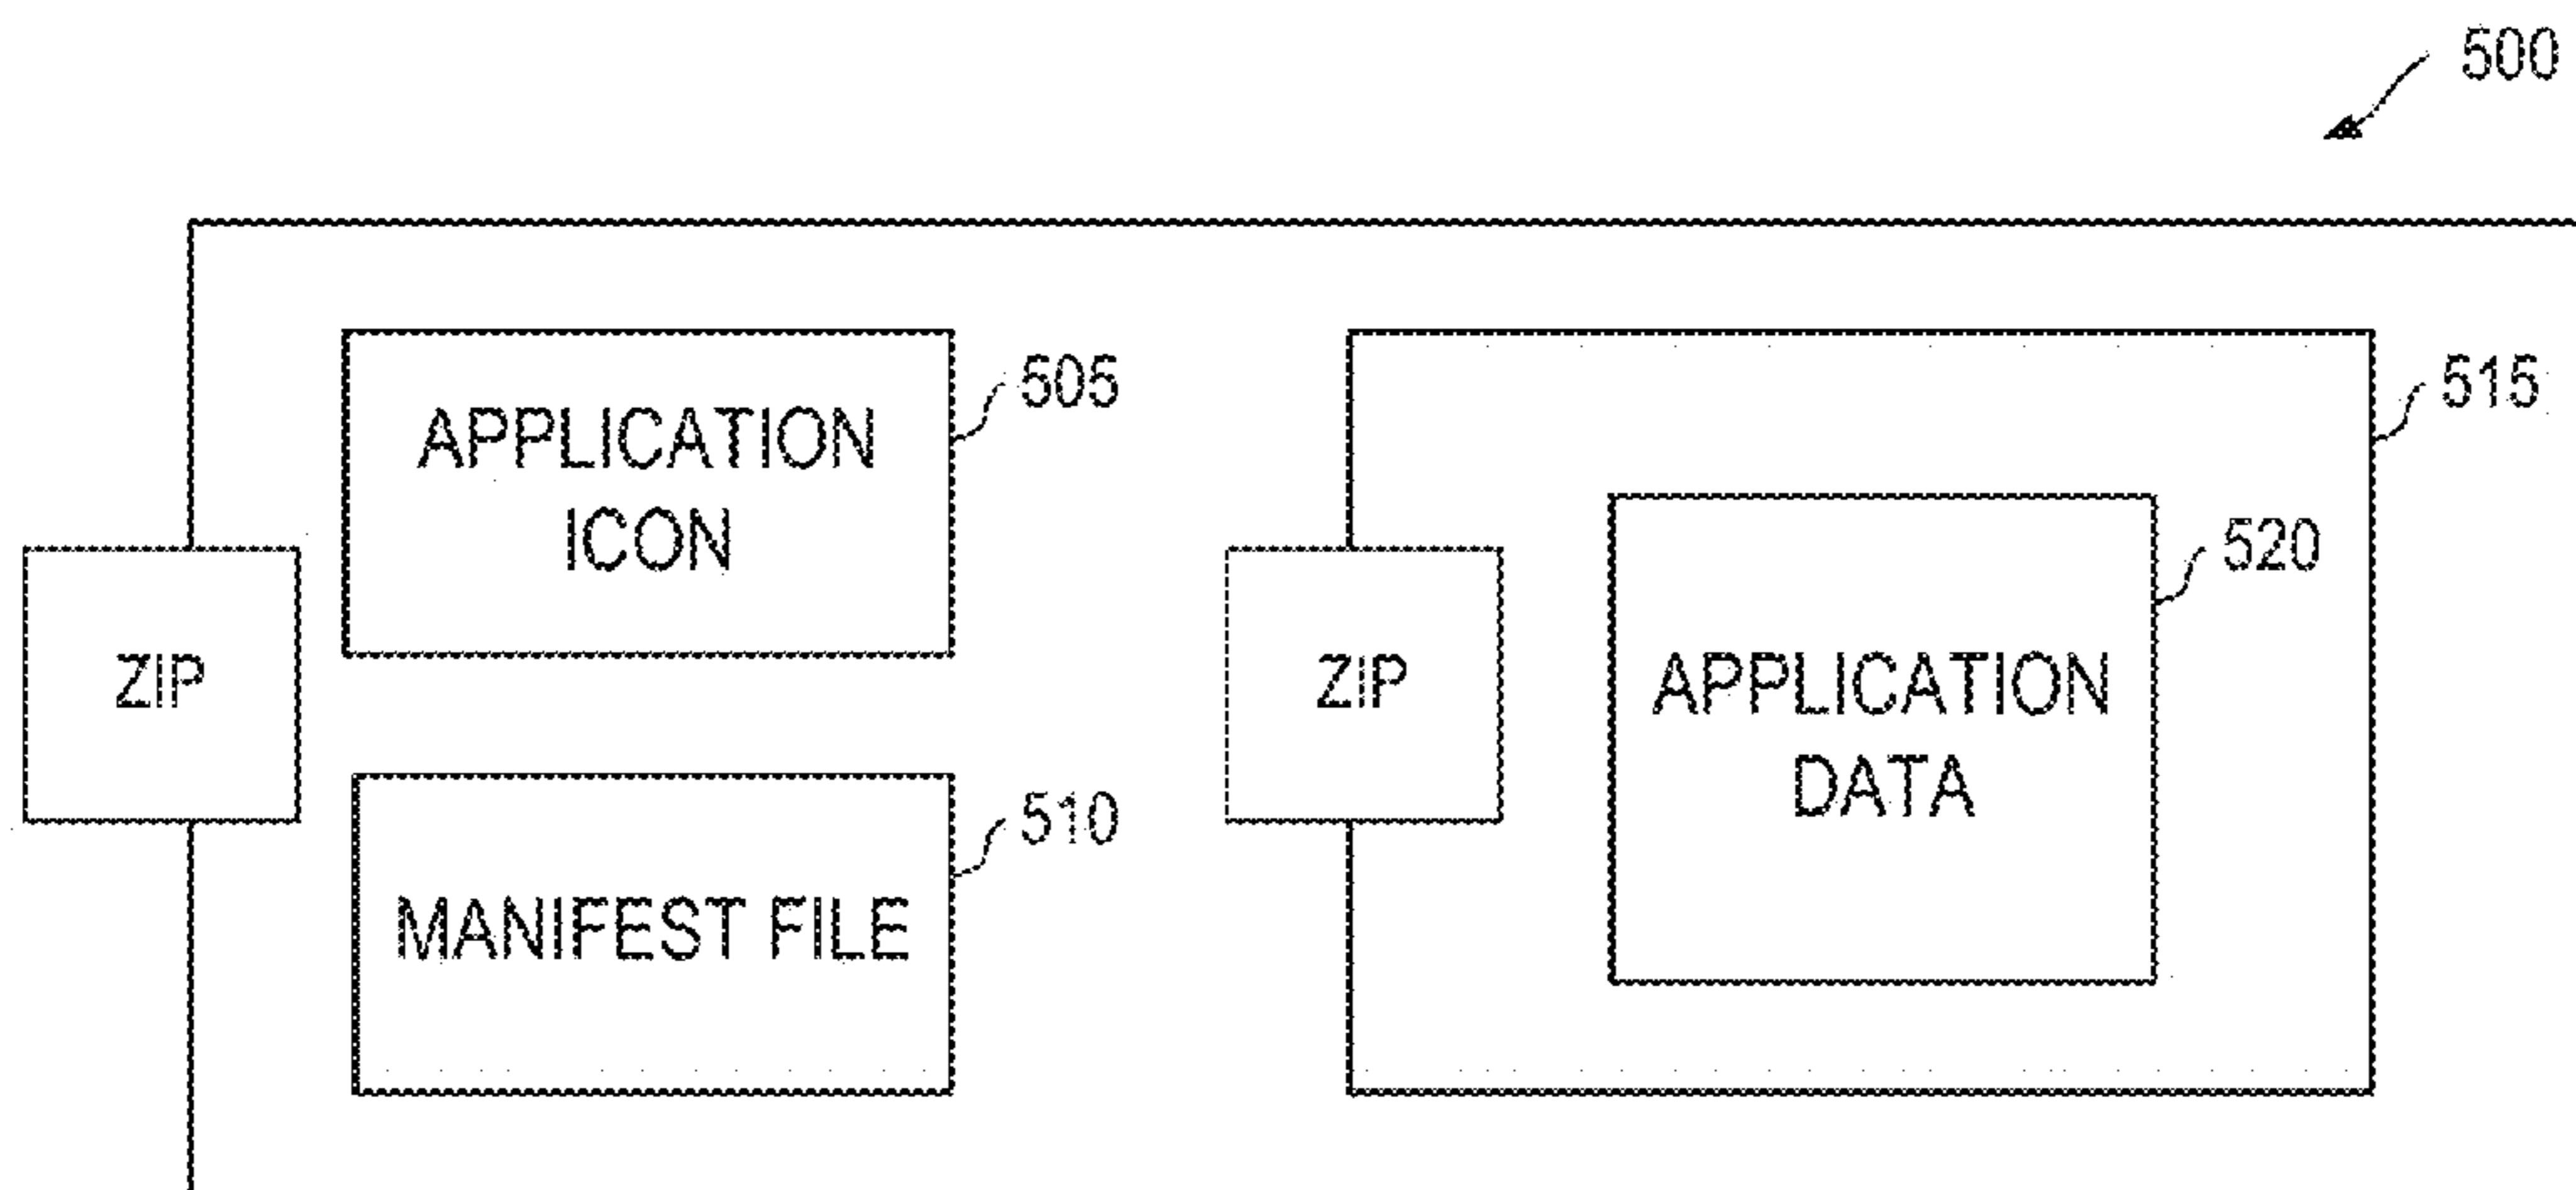 500
APPLICATION
ICON
505
515
520
ZIP
ZIP
APPLICATION
DATA
510
MANIFEST FILE